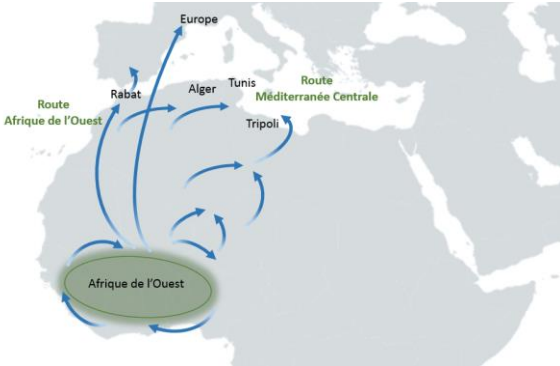 Europe
Tunis
Alger
Route
Méditerranée Centrale
Rabat
Route
Afrique de l'Ouest
Tripoli
Afrique de l'Ouest